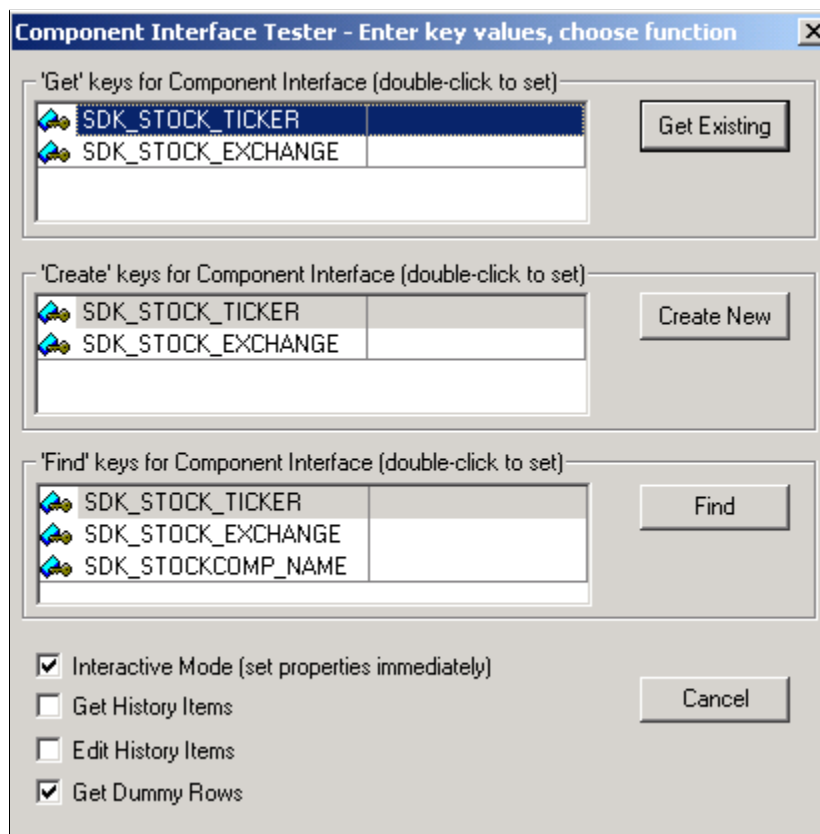 Component Interface Tester - Enter key values, choose function
'Get' keys for Component Interface (double-click to set)
SDK_STOCK_TICKER
Get Existing
SDK_STOCK_EXCHANGE
'Create' keys for Component Interface (double-click to set)
SDK_STOCK_TICKER
Create New
SDK_STOCK_EXCHANGE
'Find' keys for Component Interface (double-click to set)
SDK_STOCK_TICKER
Find
SDK_STOCK_EXCHANGE
SDK_STOCKCOMP_NAME
Interactive Mode (set properties immediately)
Cancel
Get History Items
Edit History Items
Get Dummy Rows